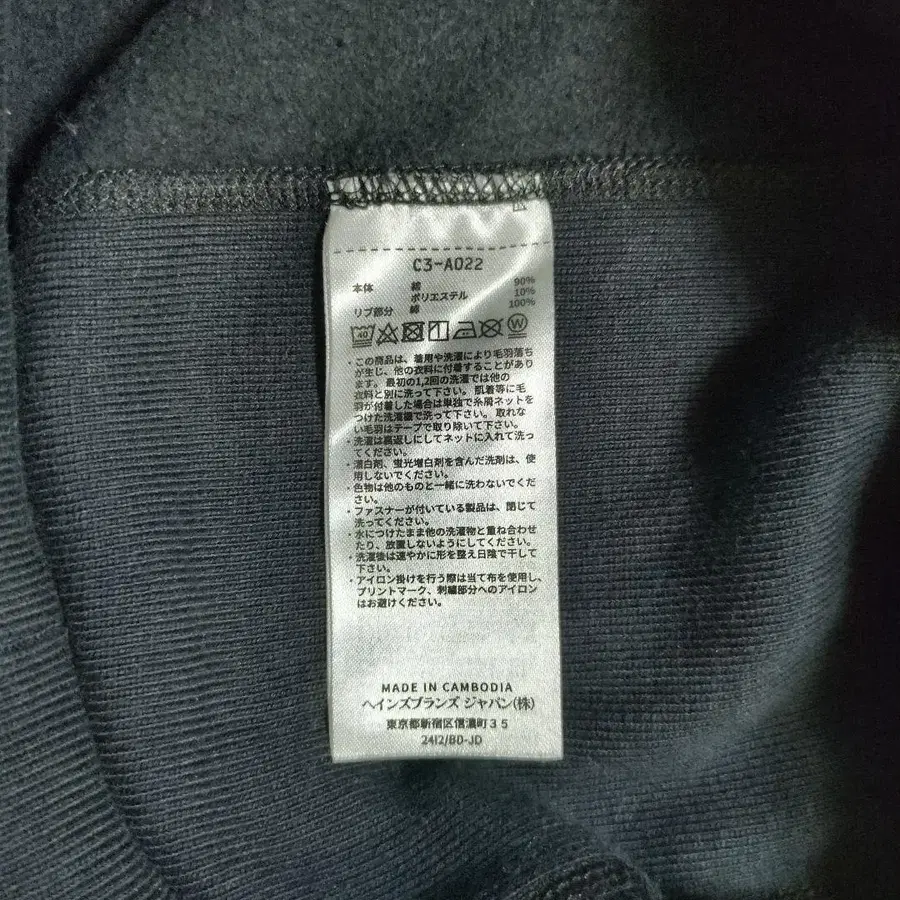 C3-A022
本体 綿 90%
ポリエステル 10%
リブ部分 綿 100%
40 W
・この商品は、着用や洗濯により毛羽落ち
が生じ、他の衣料に付着することがあり
ます。最初の1,2回の洗濯では他の
衣料と別に洗って下さい。肌着等に毛
羽が付着した場合は単独で糸屑ネットを
つけた洗濯機で洗って下さい。取れな
い毛羽はテープで取り除いて下さい。
・洗濯は裏返しにしてネットに入れて洗っ
てください。
・漂白剤、蛍光増白剤を含んだ洗剤は、使
用しないでください。
・色物は他のものと一緒に洗わないでくだ
さい。
・ファスナーが付いている製品は、閉じて
洗ってください。
・水につけたまま他の洗濯物と重ね合わせ
たり、放置しないようにしてください。
・洗濯後は速やかに形を整え日陰で干して
下さい。
・アイロン掛けを行う際は当て布を使用し、
プリントマーク、刺繍部分へのアイロン
はお避けください。
MADE IN CAMBODIA
ヘインズブランズ ジャパン(株)
東京都新宿区信濃町35
2412/BD-JD